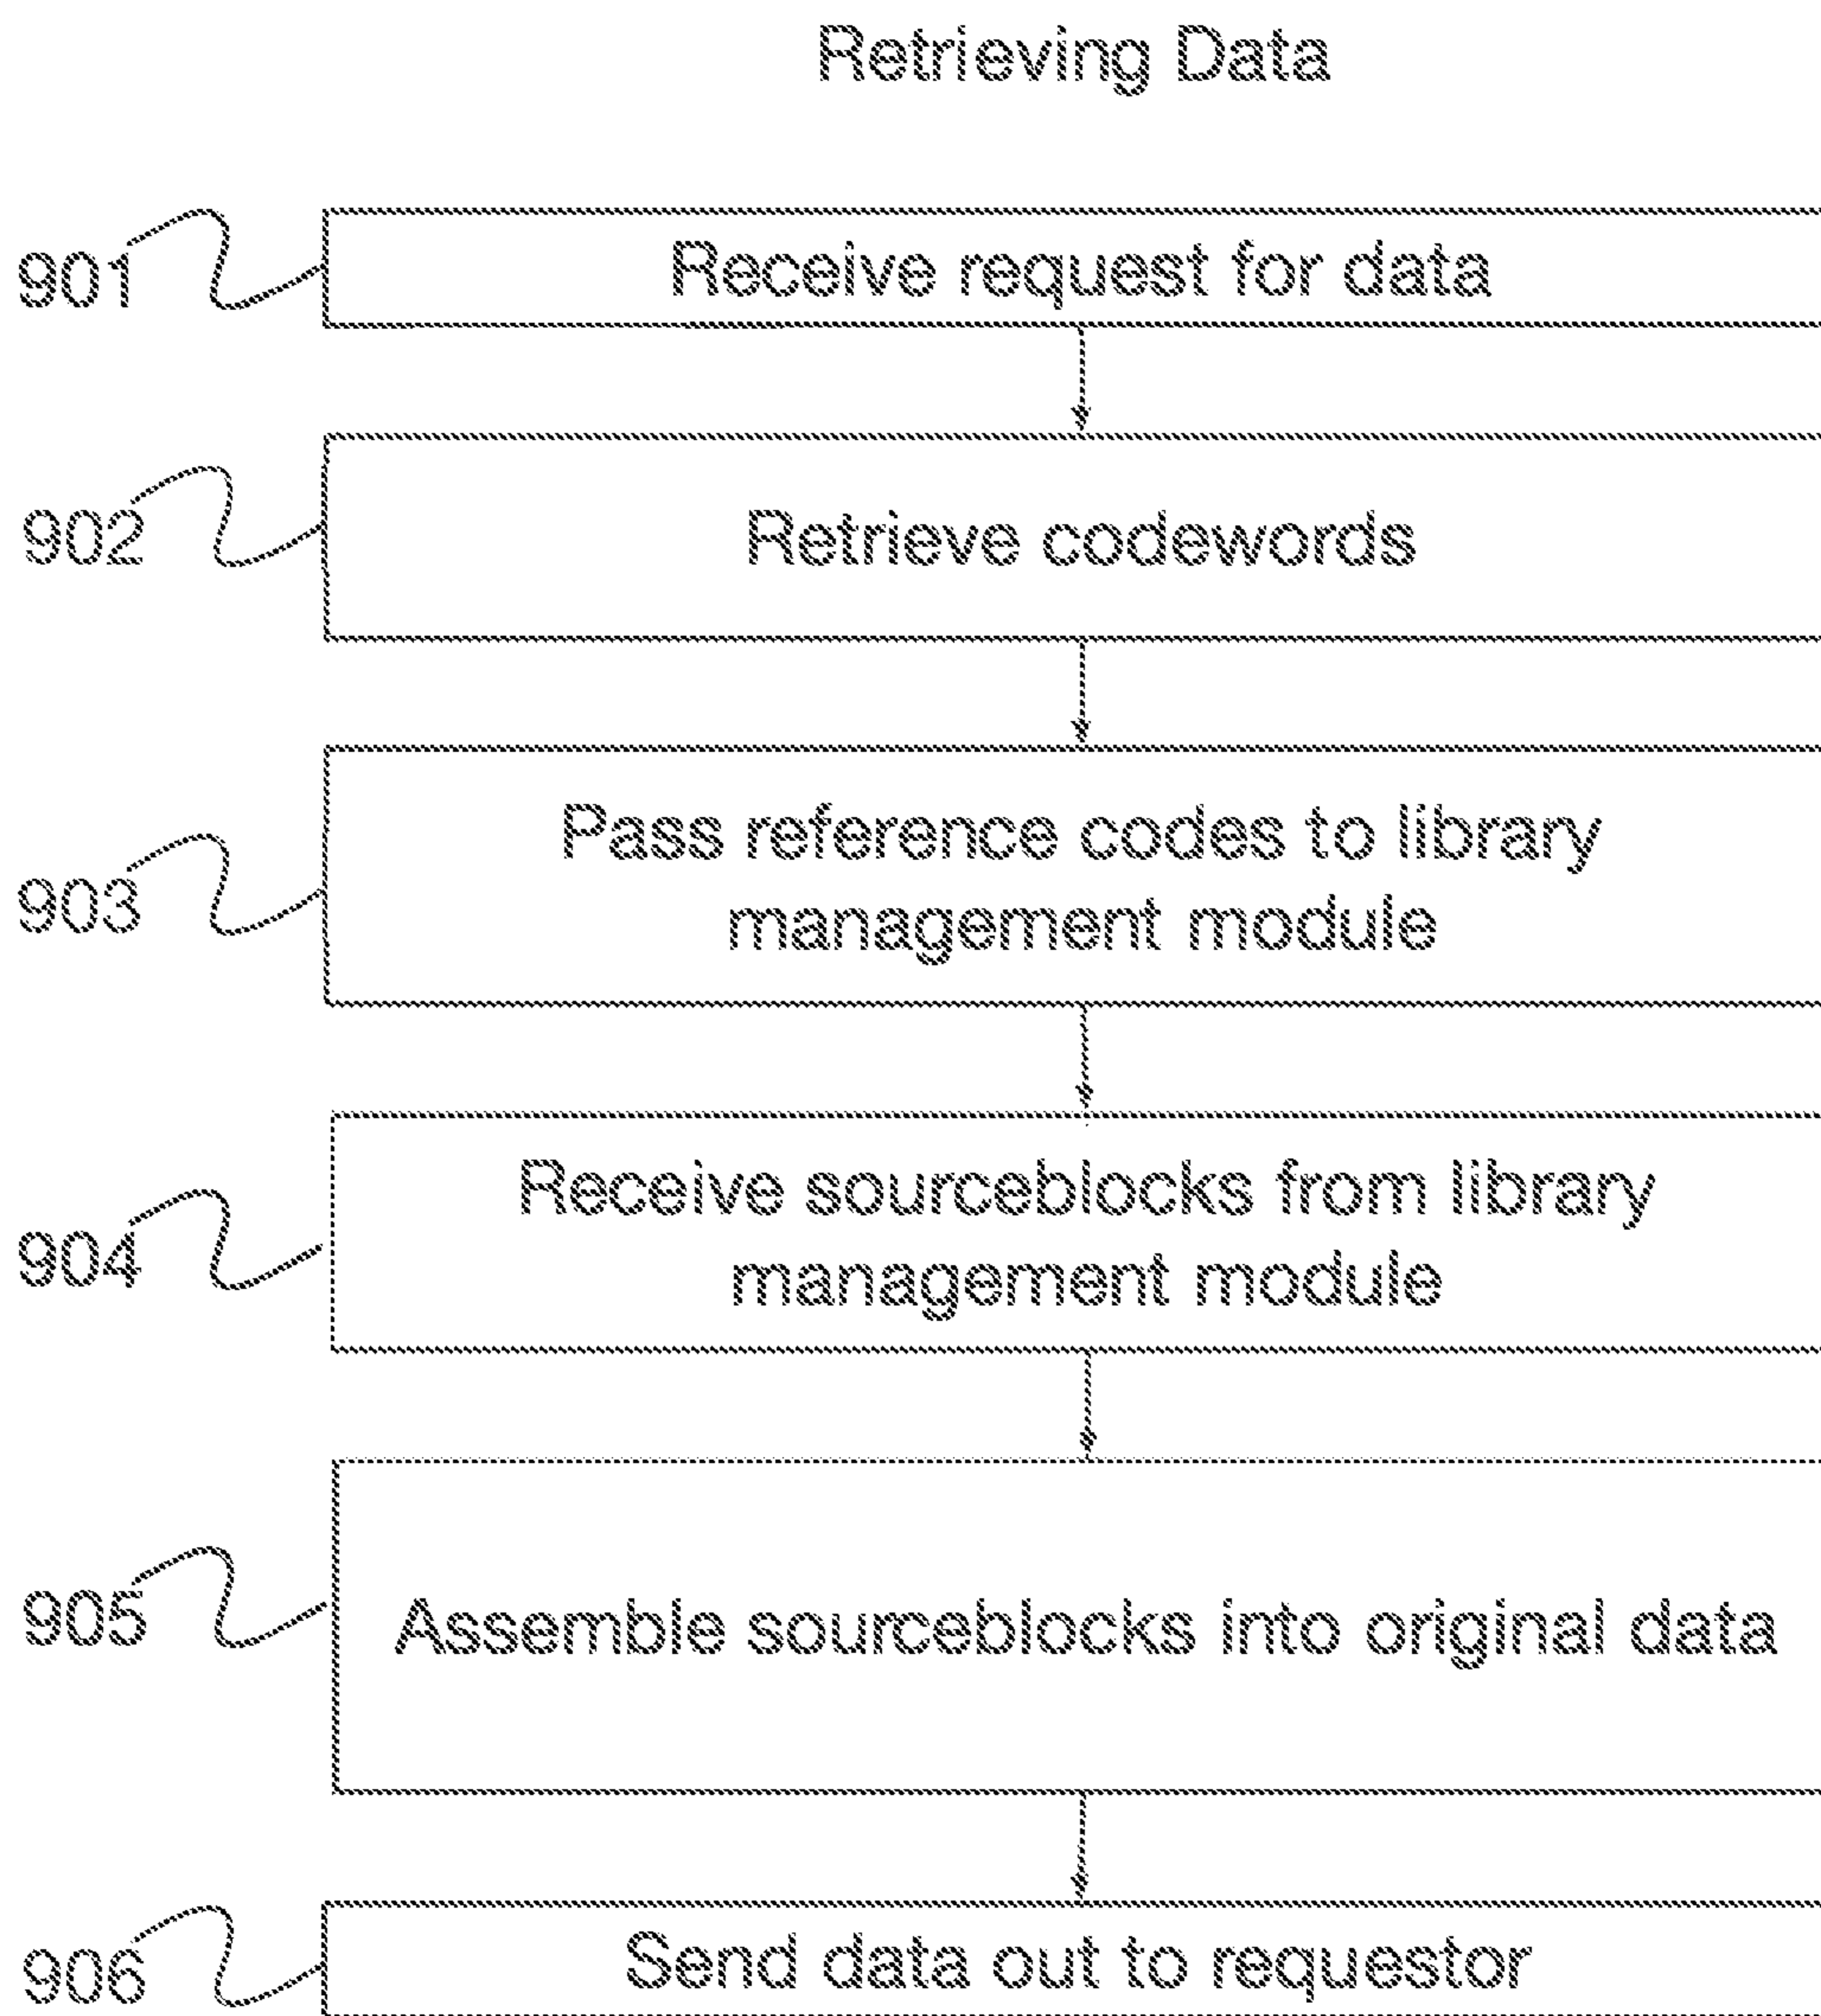 Retrieving Data
901
Receive request for data
902
Retrieve codewords
903
Pass reference codes to library
management module
904
Receive sourceblocks from library
management module
905
Assemble sourceblocks into original data
906
Send data out to requestor